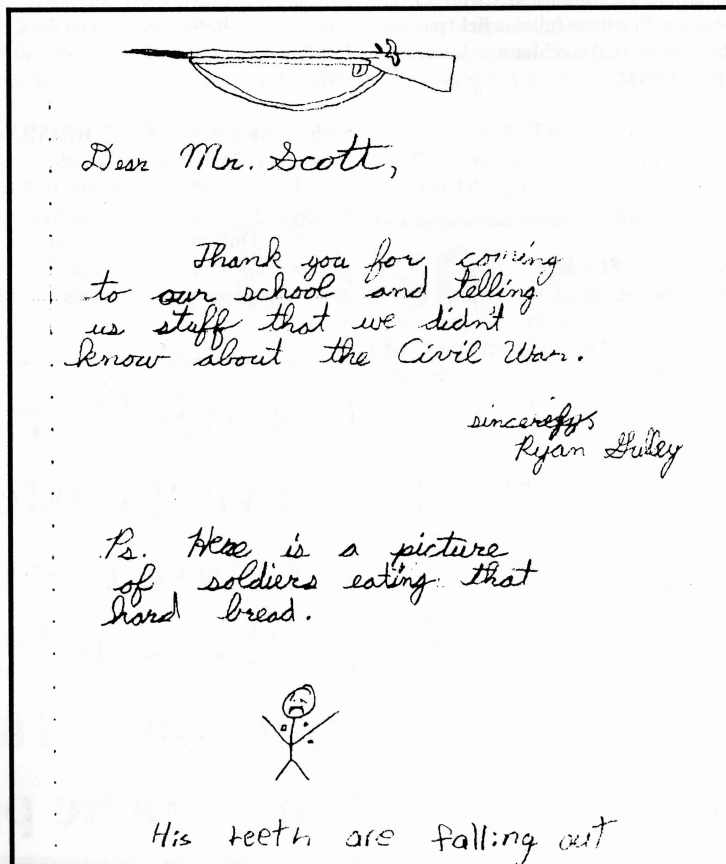 Dear Mr. Scott,
Thank you for coming
to our school and telling
us stuff that we didn't
know about the Civil War.
sincerely,
Ryan Gulley
Ps. Here is a picture
of soldiers eating that
hard bread.
His teeth are falling out